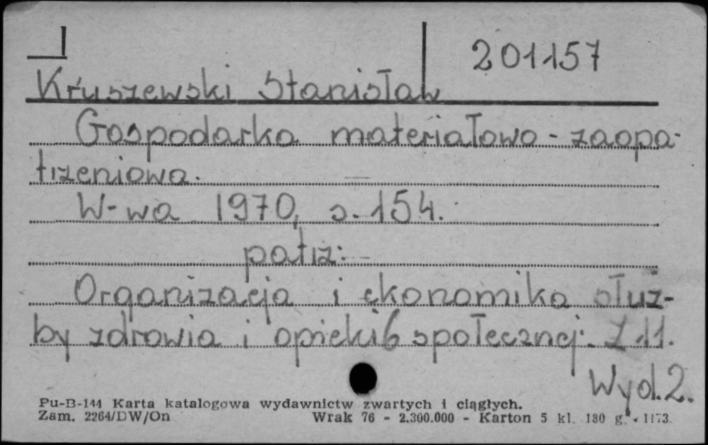 201157
Kruszewski Stanisław
Gospodarka materiałowo-zaopa-
trzeniowa.
W-wa 1970, s. 154.
patrz:
Organizacja i ekonomika służ-
by zdrowia i opieki społecznej. Z. 11.
Wyd. 2.
Pu-B-144 Karta katalogowa wydawnictw zwartych i ciągłych.
Zam. 2264/DW/On Wrak 76 - 2.300.000 - Karton 5 kl. 180 g.